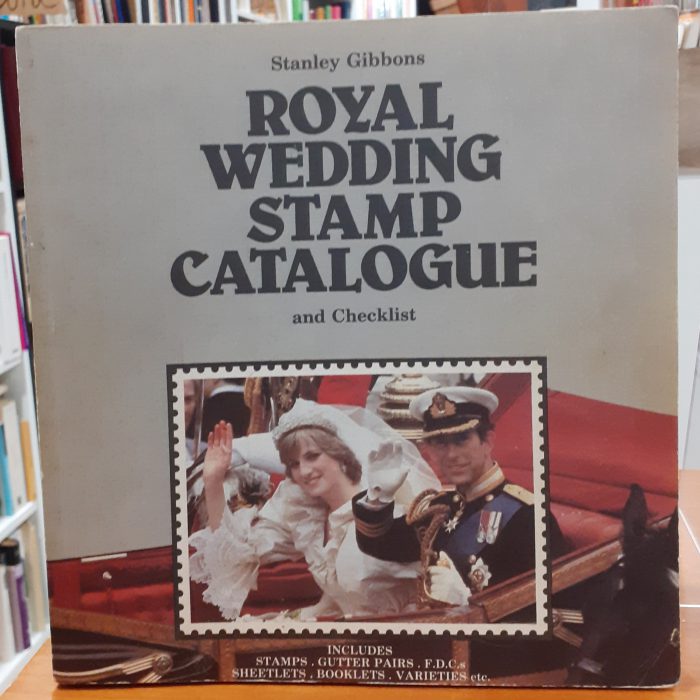 Stanley Gibbons
ROYAL
WEDDING
STAMP
CATALOGUE
and Checklist
INCLUDES
STAMPS . GUTTER PAIRS . F.D.C.s
SHEETLETS . BOOKLETS . VARIETIES etc.